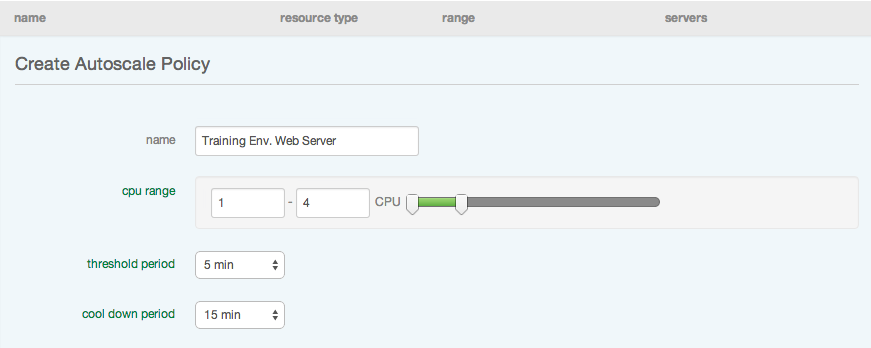 name resource type range servers
Create Autoscale Policy
name Training Env. Web Server
cpu range 1 - 4 CPU
threshold period 5 min
cool down period 15 min